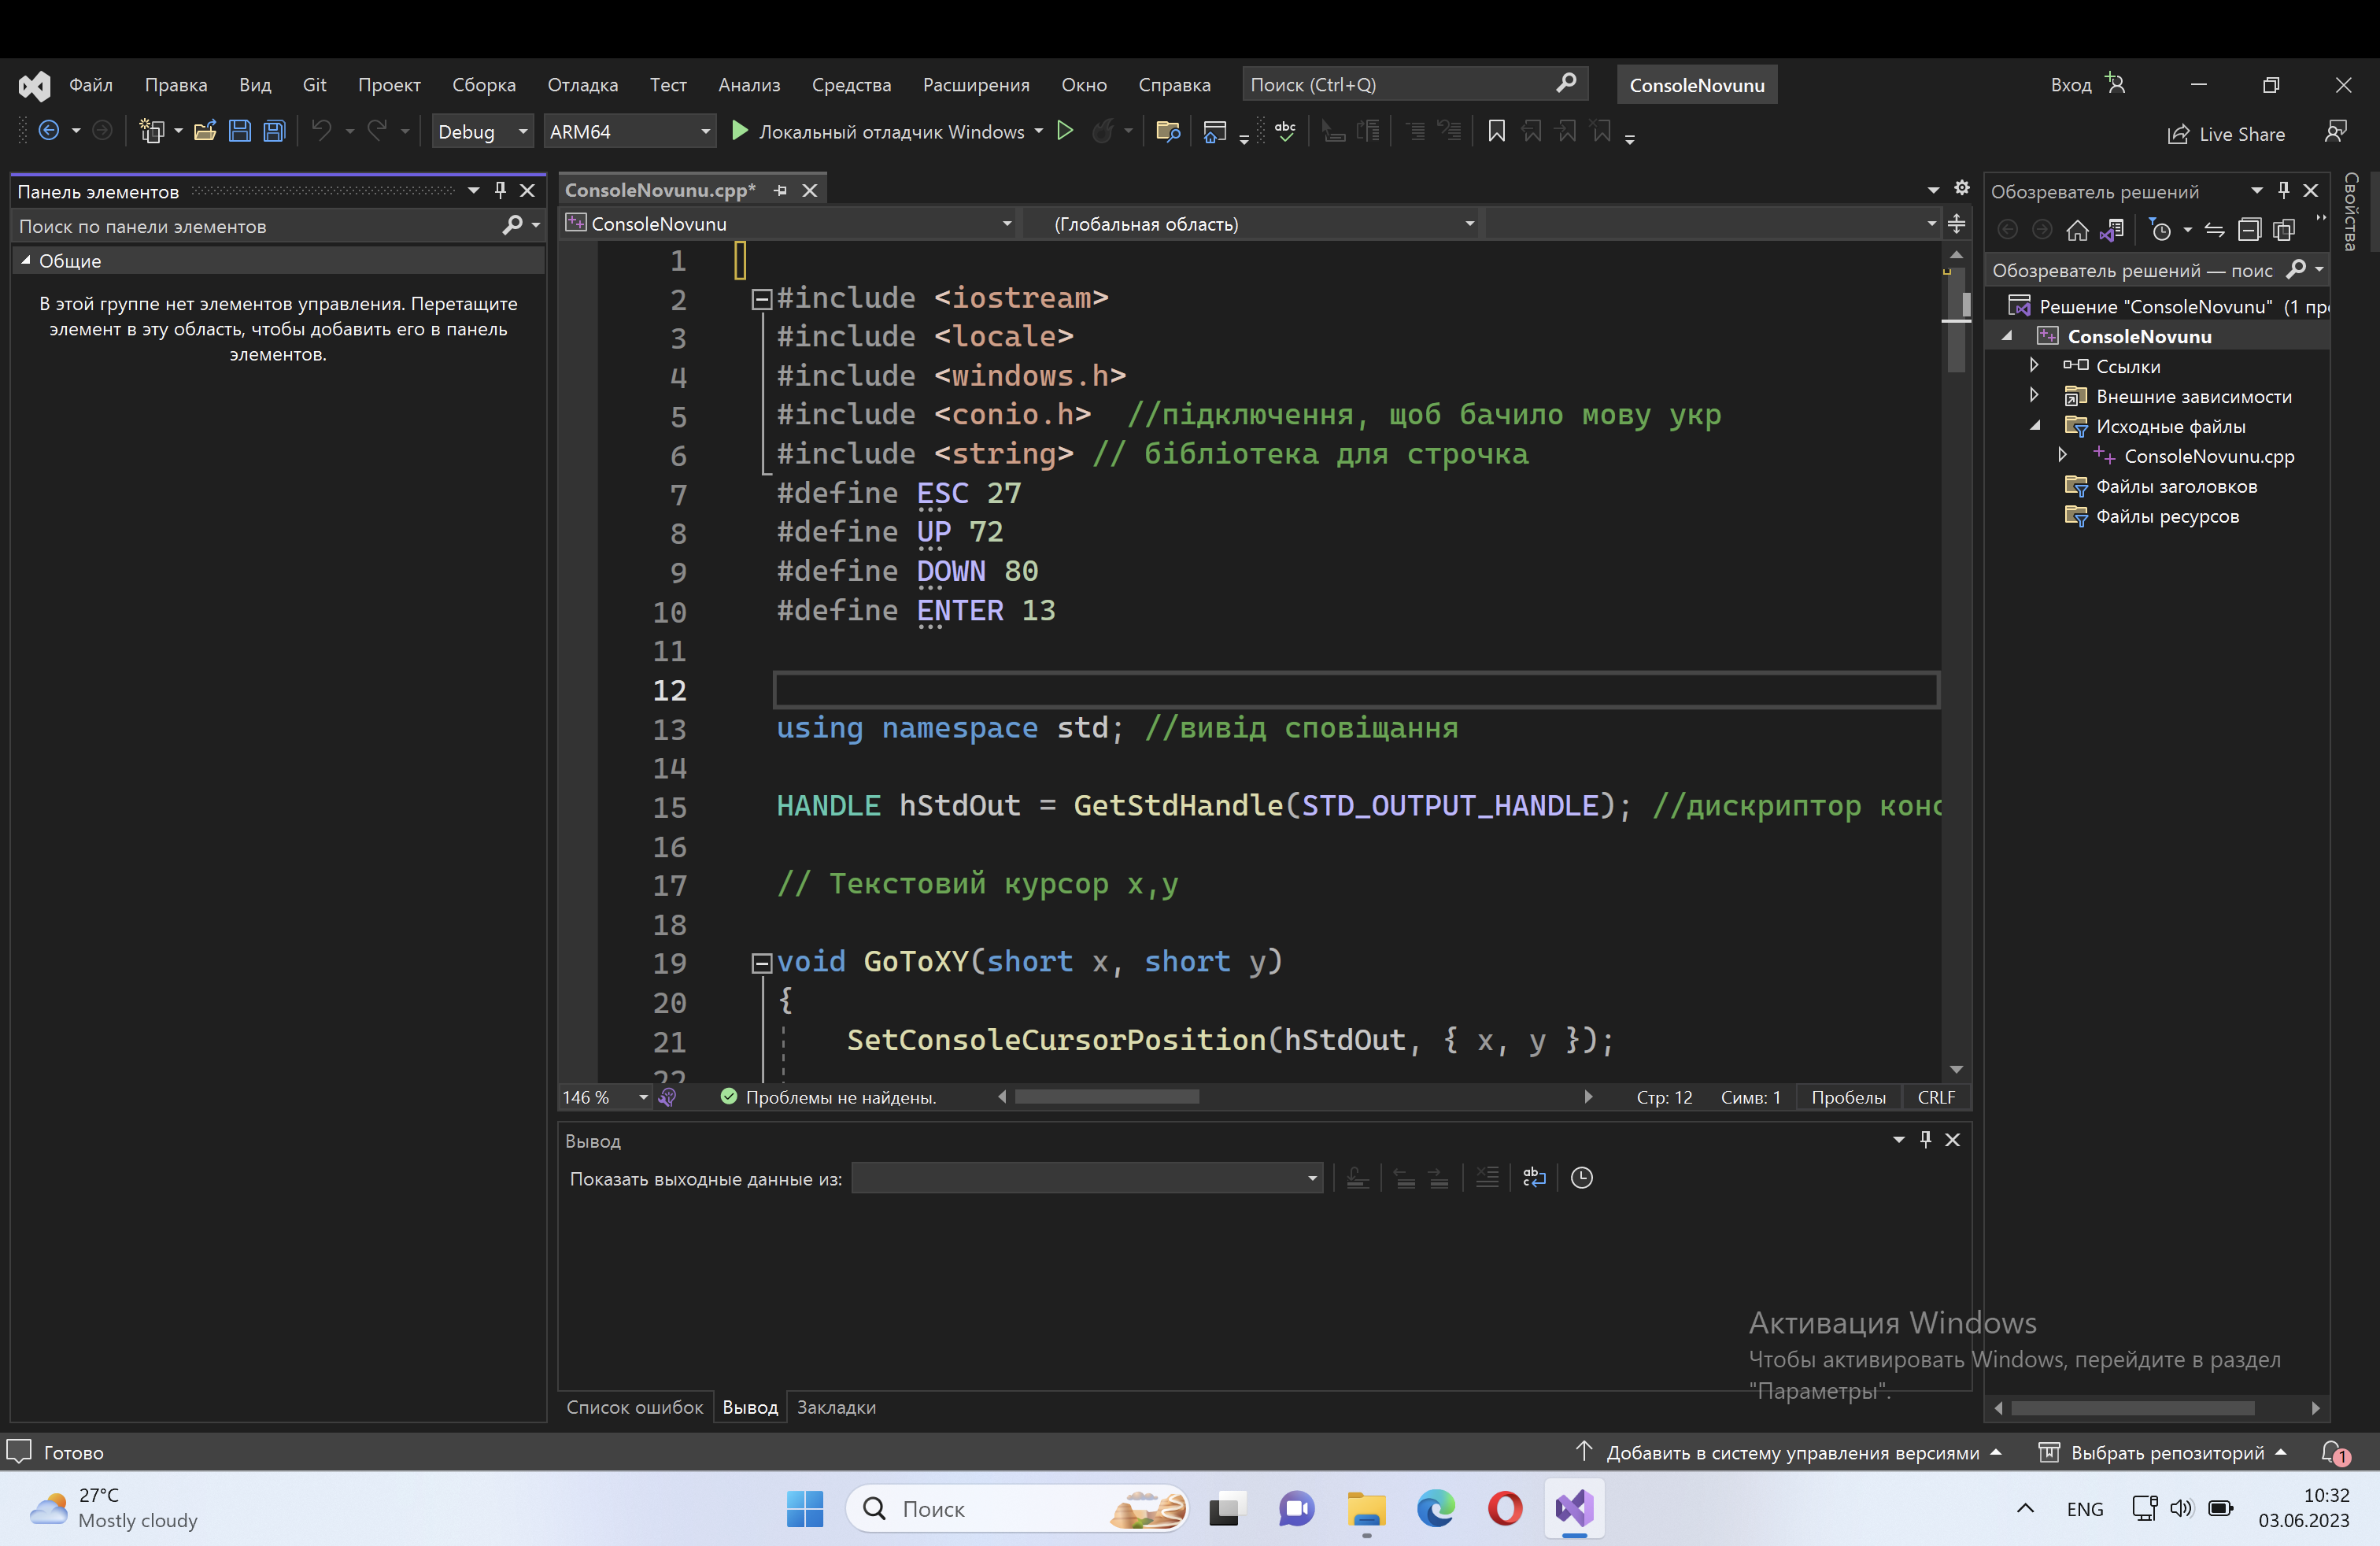 Файл Правка Вид Git Проект Сборка Отладка Тест Анализ Средства Расширения Окно Справка Поиск (Ctrl+Q) ConsoleNovunu Вход
Debug ARM64 Локальный отладчик Windows abc Live Share
Панель элементов
Поиск по панели элементов
Общие
В этой группе нет элементов управления. Перетащите
элемент в эту область, чтобы добавить его в панель
элементов.
ConsoleNovunu.cpp*
ConsoleNovunu (Глобальная область)
1
2 #include <iostream>
3 #include <locale>
4 #include <windows.h>
5 #include <conio.h> //підключення, щоб бачило мову укр
6 #include <string> // бібліотека для строчка
7 #define ESC 27
8 #define UP 72
9 #define DOWN 80
10 #define ENTER 13
11
12
13 using namespace std; //вивід сповіщання
14
15 HANDLE hStdOut = GetStdHandle(STD_OUTPUT_HANDLE); //дискриптор конс
16
17 // Текстовий курсор x,y
18
19 void GoToXY(short x, short y)
20 {
21 SetConsoleCursorPosition(hStdOut, { x, y });
22
146 % Проблемы не найдены. Стр: 12 Симв: 1 Пробелы CRLF
Вывод
Показать выходные данные из:
Список ошибок Вывод Закладки
Обозреватель решений
Обозреватель решений — поис
Решение "ConsoleNovunu" (1 пр
ConsoleNovunu
Ссылки
Внешние зависимости
Исходные файлы
ConsoleNovunu.cpp
Файлы заголовков
Файлы ресурсов
Свойства
Активация Windows
Чтобы активировать Windows, перейдите в раздел
"Параметры".
Готово Добавить в систему управления версиями Выбрать репозиторий 1
27°C
Mostly cloudy
Поиск
ENG
10:32
03.06.2023